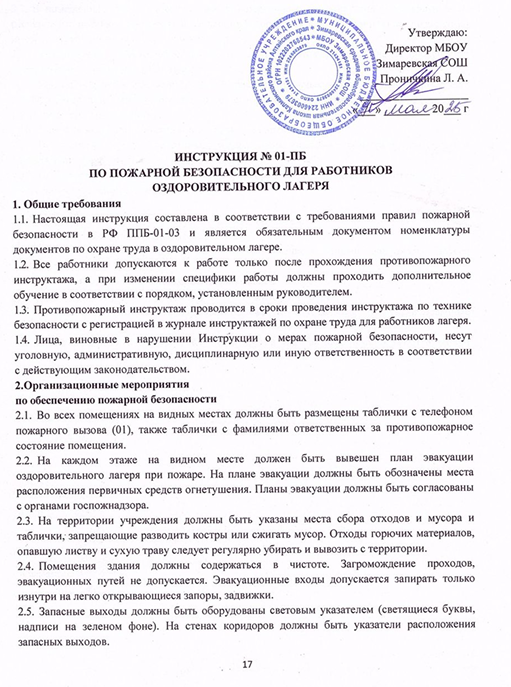 Утверждаю:
Директор МБОУ
Зимаревская СОШ
Проничкина Л. А.
мая 2025 г
ИНСТРУКЦИЯ № 01-ПБ
ПО ПОЖАРНОЙ БЕЗОПАСНОСТИ ДЛЯ РАБОТНИКОВ
ОЗДОРОВИТЕЛЬНОГО ЛАГЕРЯ
1. Общие требования
1.1. Настоящая инструкция составлена в соответствии с требованиями правил пожарной
безопасности в РФ ППБ-01-03 и является обязательным документом номенклатуры
документов по охране труда в оздоровительном лагере.
1.2. Все работники допускаются к работе только после прохождения противопожарного
инструктажа, а при изменении специфики работы должны проходить дополнительное
обучение в соответствии с порядком, установленным руководителем.
1.3. Противопожарный инструктаж проводится в сроки проведения инструктажа по технике
безопасности с регистрацией в журнале инструктажей по охране труда для работников лагеря.
1.4. Лица, виновные в нарушении Инструкции о мерах пожарной безопасности, несут
уголовную, административную, дисциплинарную или иную ответственность в соответствии
с действующим законодательством.
2.Организационные мероприятия
по обеспечению пожарной безопасности
2.1. Во всех помещениях на видных местах должны быть размещены таблички с телефоном
пожарного вызова (01), также таблички с фамилиями ответственных за противопожарное
состояние помещения.
2.2. На каждом этаже на видном месте должен быть вывешен план эвакуации
оздоровительного лагеря при пожаре. На плане эвакуации должны быть обозначены места
расположения первичных средств огнетушения. Планы эвакуации должны быть согласованы
с органами госпожнадзора.
2.3. На территории учреждения должны быть указаны места сбора отходов и мусора и
таблички, запрещающие разводить костры или сжигать мусор. Отходы горючих материалов,
опавшую листву и сухую траву следует регулярно убирать и вывозить с территории.
2.4. Помещения здания должны содержаться в чистоте. Загромождение проходов,
эвакуационных путей не допускается. Эвакуационные входы допускается запирать только
изнутри на легко открывающиеся запоры, задвижки.
2.5. Запасные выходы должны быть оборудованы световым указателем (светящиеся буквы,
надписи на зеленом фоне). На стенах коридоров должны быть указатели расположения
запасных выходов.
17